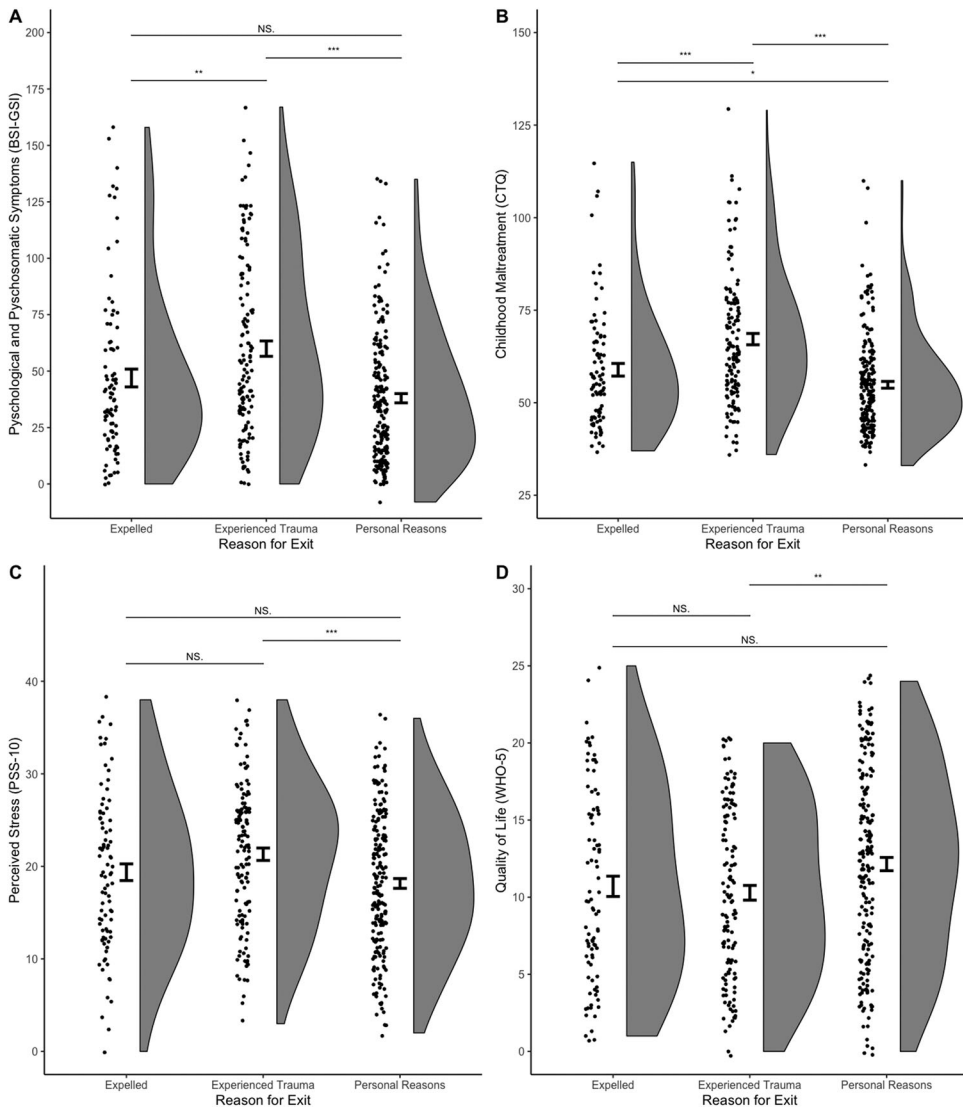 A
Pyschological and Pyschosomatic Symptoms (BSI-GSI)
200
175
150
125
100
75
50
25
0
NS.
**
***
Expelled
Experienced Trauma
Personal Reasons
Reason for Exit
B
Childhood Maltreatment (CTQ)
150
125
100
75
50
25
***
***
*
Expelled
Experienced Trauma
Personal Reasons
Reason for Exit
C
Perceived Stress (PSS-10)
40
30
20
10
0
NS.
***
NS.
Expelled
Experienced Trauma
Personal Reasons
Reason for Exit
D
Quality of Life (WHO-5)
30
25
20
15
10
5
0
**
NS.
NS.
Expelled
Experienced Trauma
Personal Reasons
Reason for Exit